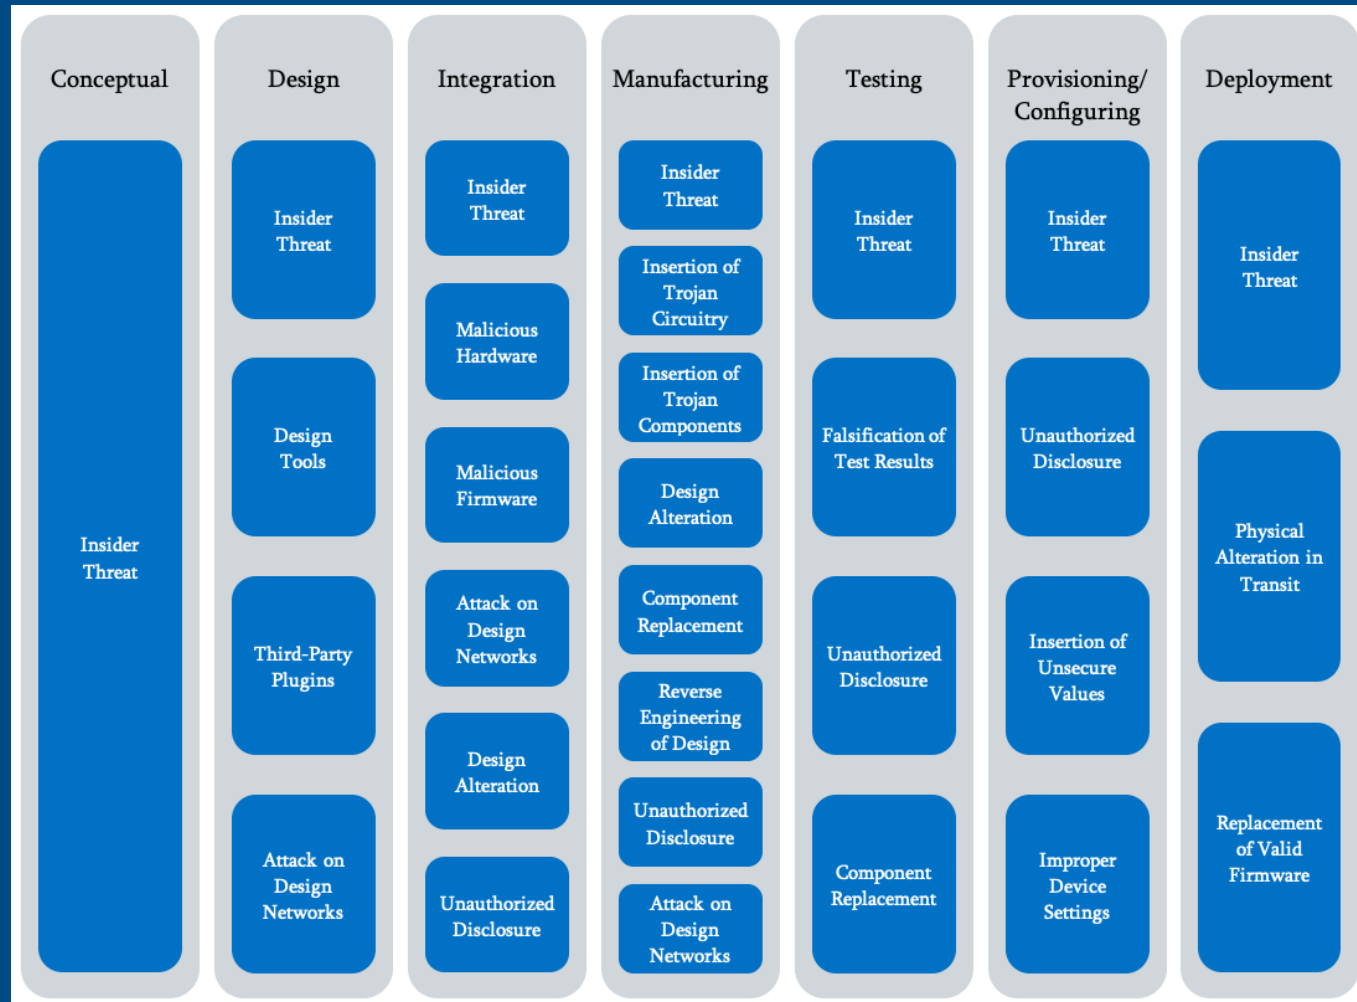 Conceptual
Insider
Threat
Design
Insider
Threat
Design
Tools
Third-Party
Plugins
Attack on
Design
Networks
Integration
Insider
Threat
Malicious
Hardware
Malicious
Firmware
Attack on
Design
Networks
Design
Alteration
Unauthorized
Disclosure
Manufacturing
Insider
Threat
Insertion of
Trojan
Circuitry
Insertion of
Trojan
Components
Design
Alteration
Component
Replacement
Reverse
Engineering
of Design
Unauthorized
Disclosure
Attack on
Design
Networks
Testing
Insider
Threat
Falsification of
Test Results
Unauthorized
Disclosure
Component
Replacement
Provisioning/
Configuring
Insider
Threat
Unauthorized
Disclosure
Insertion of
Unsecure
Values
Improper
Device
Settings
Deployment
Insider
Threat
Physical
Alteration in
Transit
Replacement
of Valid
Firmware